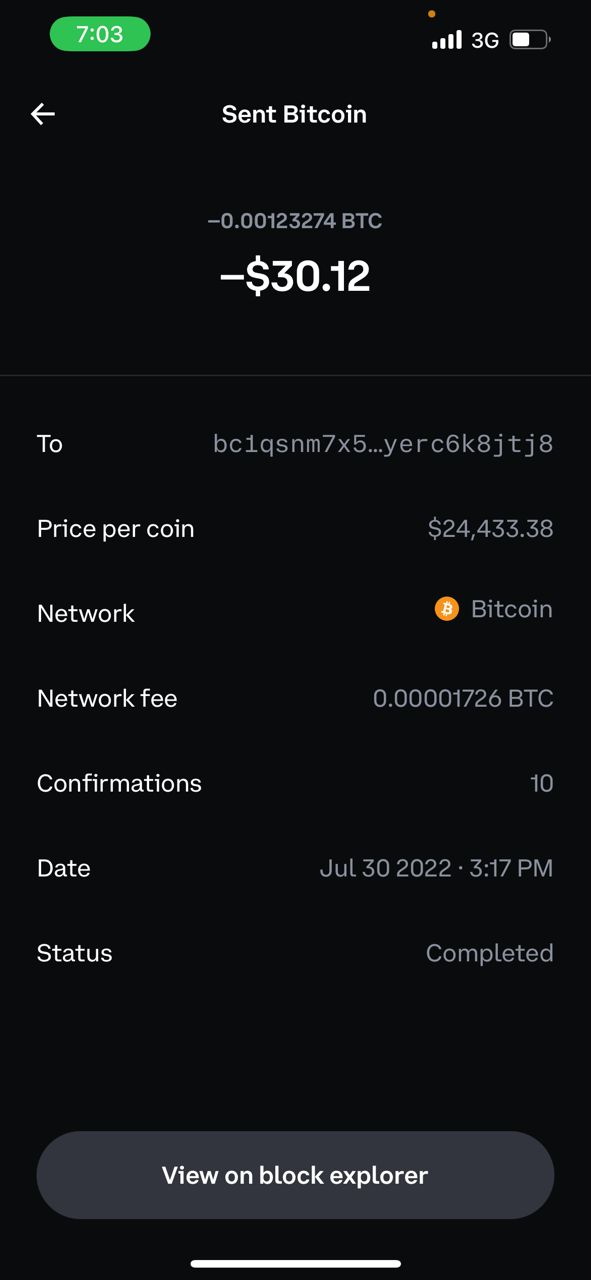 7:03
3G
Sent Bitcoin
–0.00123274 BTC
–$30.12
To bc1qsnm7x5…yerc6k8jtj8
Price per coin $24,433.38
Network Bitcoin
Network fee 0.00001726 BTC
Confirmations 10
Date Jul 30 2022 · 3:17 PM
Status Completed
View on block explorer